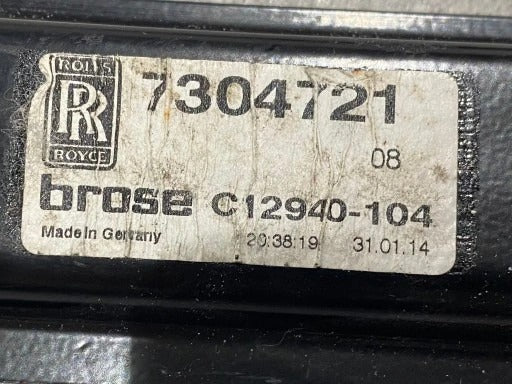 ROLLS
RR
ROYCE
7304721
08
brose C12940-104
Made in Germany 20:38:19 31.01.14